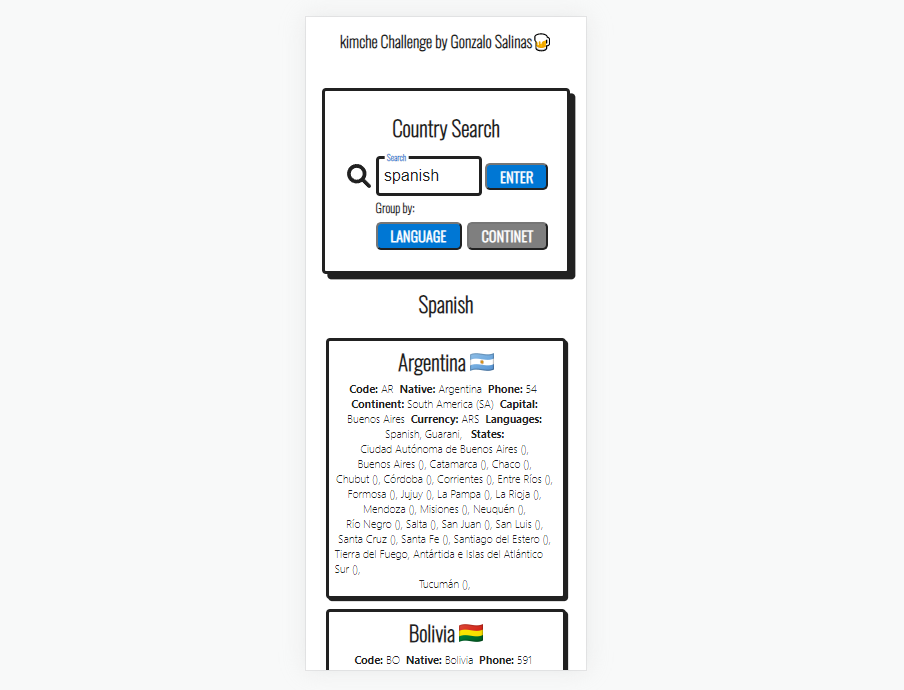 kimche Challenge by Gonzalo Salinas
Country Search
Search
spanish
ENTER
Group by:
LANGUAGE
CONTINET
Spanish
Argentina
Code: AR Native: Argentina Phone: 54
Continent: South America (SA) Capital:
Buenos Aires Currency: ARS Languages:
Spanish, Guarani, States:
Ciudad Autónoma de Buenos Aires (),
Buenos Aires (), Catamarca (), Chaco (),
Chubut (), Córdoba (), Corrientes (), Entre Ríos (),
Formosa (), Jujuy (), La Pampa (), La Rioja (),
Mendoza (), Misiones (), Neuquén (),
Río Negro (), Salta (), San Juan (), San Luis (),
Santa Cruz (), Santa Fe (), Santiago del Estero (),
Tierra del Fuego, Antártida e Islas del Atlántico
Sur (),
Tucumán (),
Bolivia
Code: BO Native: Bolivia Phone: 591